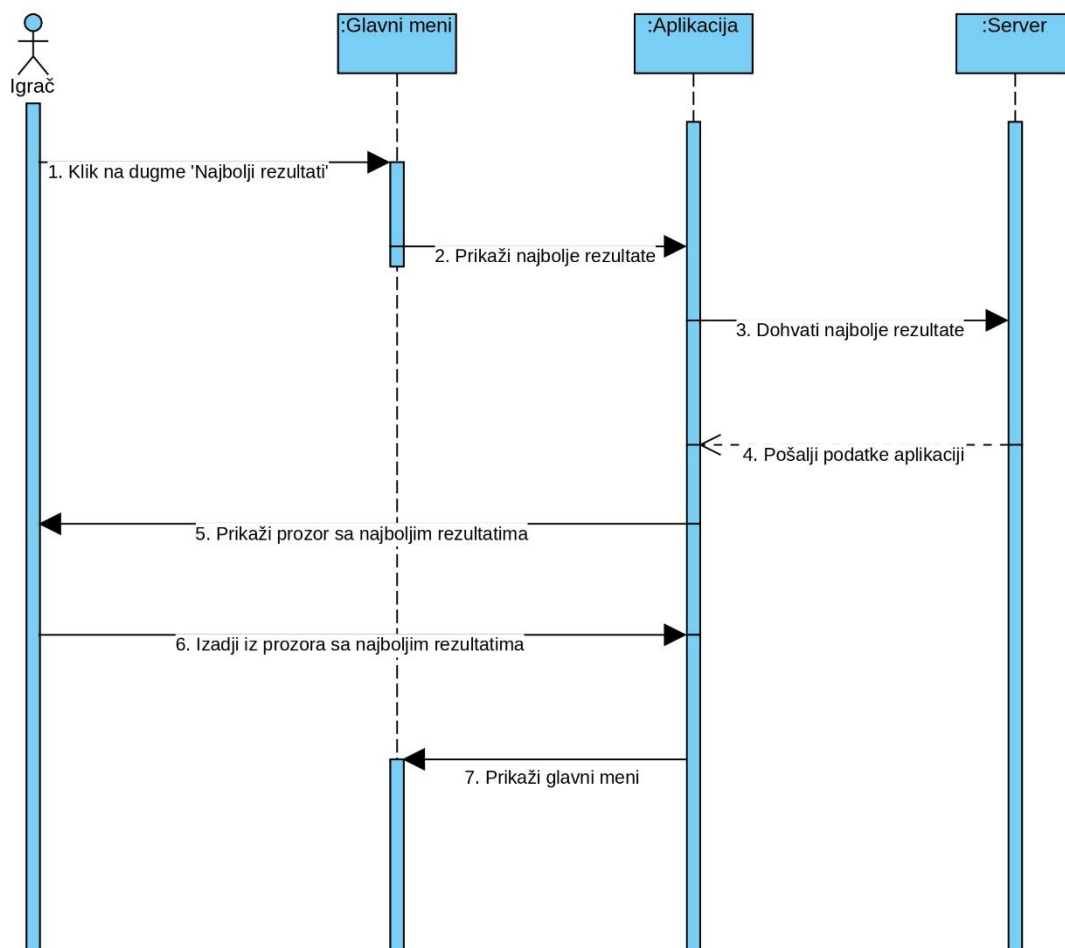 :Glavni meni
:Aplikacija
:Server
Igrač
1. Klik na dugme 'Najbolji rezultati'
2. Prikaži najbolje rezultate
3. Dohvati najbolje rezultate
4. Pošalji podatke aplikaciji
5. Prikaži prozor sa najboljim rezultatima
6. Izadji iz prozora sa najboljim rezultatima
7. Prikaži glavni meni